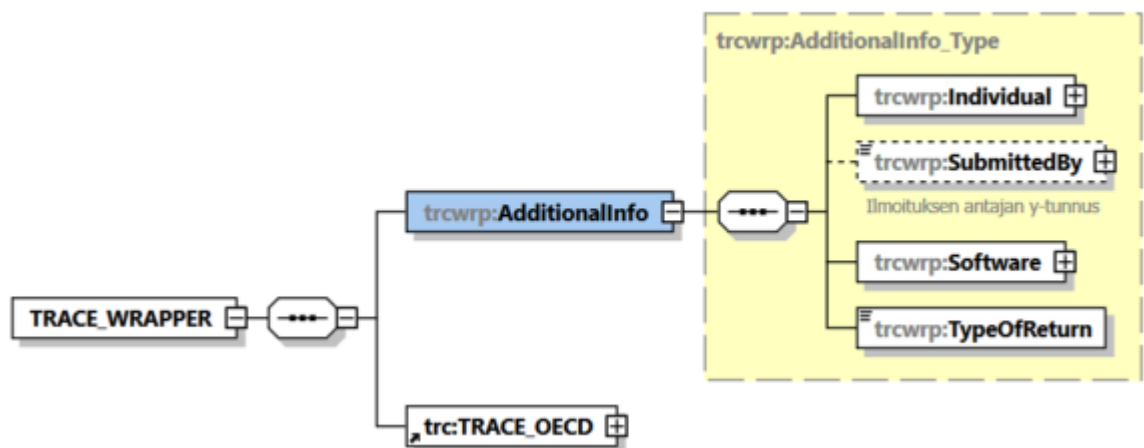 trcwrp:AdditionalInfo_Type
trcwrp:Individual
trcwrp:SubmittedBy
Ilmoituksen antajan y-tunnus
trcwrp:AdditionalInfo
trcwrp:Software
TRACE_WRAPPER
trcwrp:TypeOfReturn
trc:TRACE_OECD